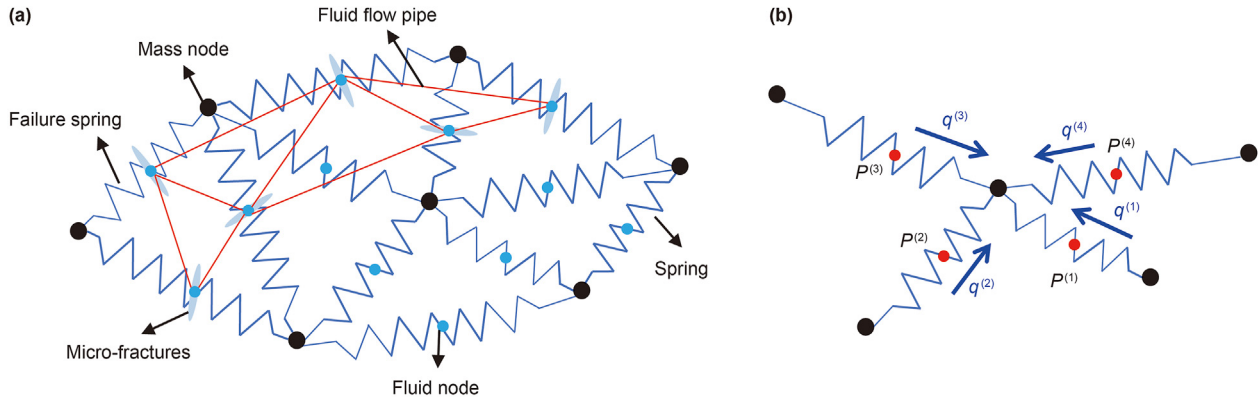 (a)
Fluid flow pipe
Mass node
Failure spring
Spring
Micro-fractures
Fluid node
(b)
q(3)
q(4)
P(4)
P(3)
q(1)
P(2)
q(2)
P(1)